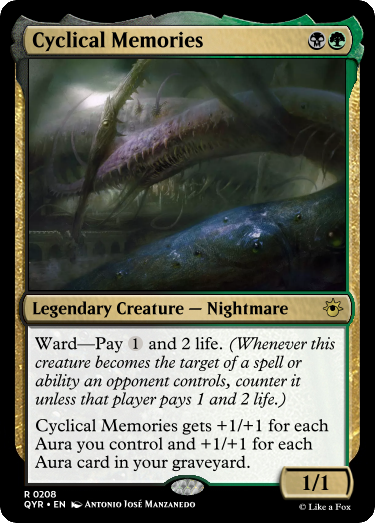 Cyclical Memories
Legendary Creature — Nightmare
Ward—Pay 1 and 2 life. (Whenever this
creature becomes the target of a spell or
ability an opponent controls, counter it
unless that player pays 1 and 2 life.)
Cyclical Memories gets +1/+1 for each
Aura you control and +1/+1 for each
Aura card in your graveyard.
1/1
R 0208
QYR • EN Antonio José Manzanedo
© Like a Fox